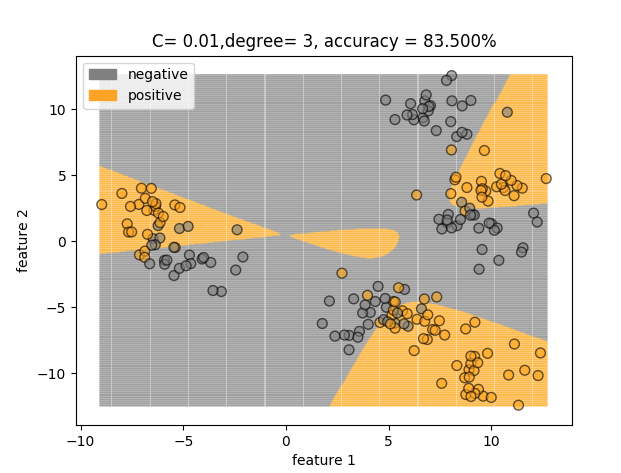 C= 0.01,degree= 3, accuracy = 83.500%
negative
positive
10
5
0
−5
−10
feature 2
−10
−5
0
5
10
feature 1